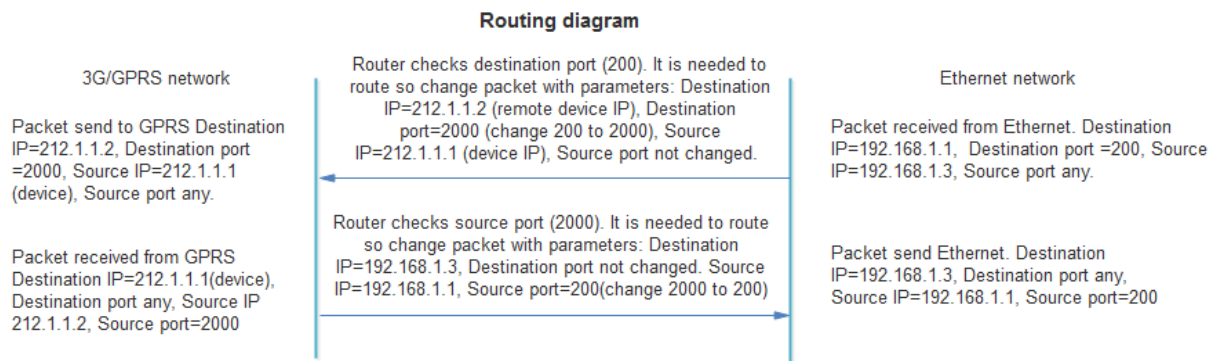 Routing diagram
3G/GPRS network
Router checks destination port (200). It is needed to
route so change packet with parameters: Destination
IP=212.1.1.2 (remote device IP), Destination
port=2000 (change 200 to 2000), Source
IP=212.1.1.1 (device IP), Source port not changed.
Ethernet network
Packet send to GPRS Destination
IP=212.1.1.2, Destination port
=2000, Source IP=212.1.1.1
(device), Source port any.
Packet received from Ethernet. Destination
IP=192.168.1.1, Destination port =200, Source
IP=192.168.1.3, Source port any.
Packet received from GPRS
Destination IP=212.1.1.1(device),
Destination port any, Source IP
212.1.1.2, Source port=2000
Router checks source port (2000). It is needed to route
so change packet with parameters: Destination
IP=192.168.1.3, Destination port not changed. Source
IP=192.168.1.1, Source port=200(change 2000 to 200)
Packet send Ethernet. Destination
IP=192.168.1.3, Destination port any,
Source IP=192.168.1.1, Source port=200